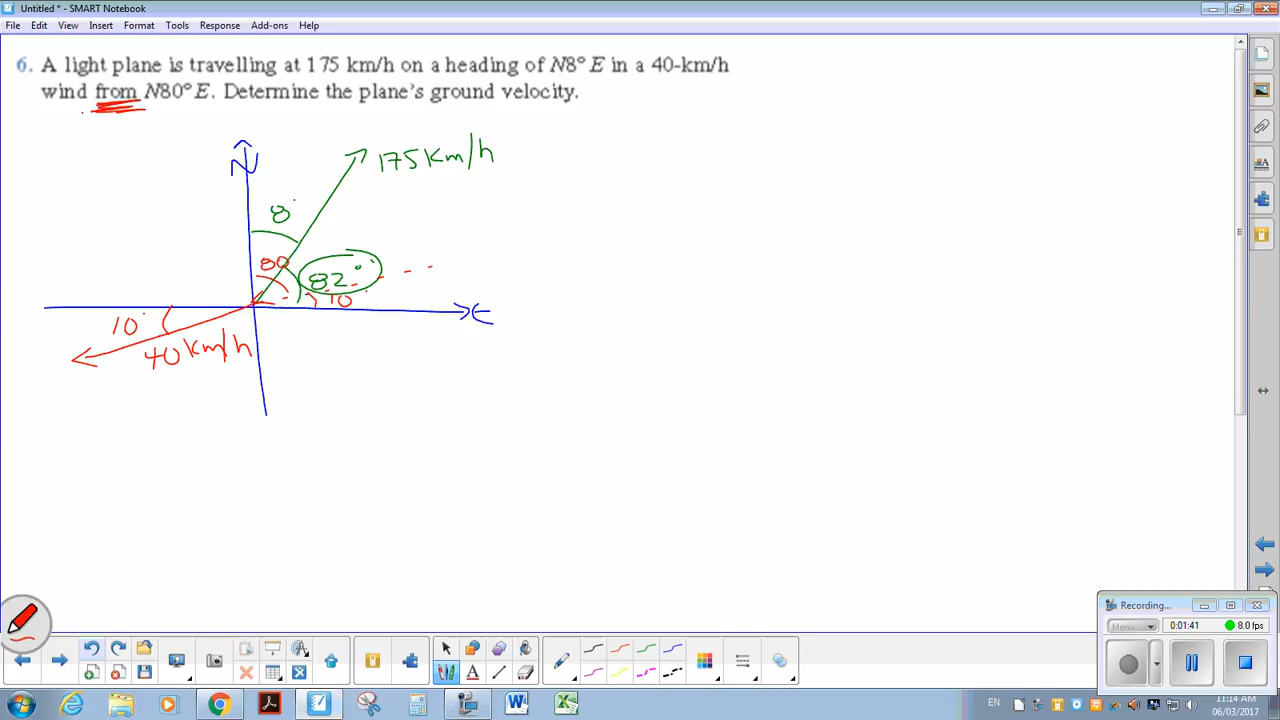 Untitled * - SMART Notebook
File Edit View Insert Format Tools Response Add-ons Help
6. A light plane is travelling at 175 km/h on a heading of N8° E in a 40-km/h
wind from N80° E. Determine the plane's ground velocity.
N
175 Km/h
8°
80
82°
10
E
10°
40 Km/h
Recording...
Menu
0:01:41
8.0 fps
EN
11:14 AM
06/03/2017